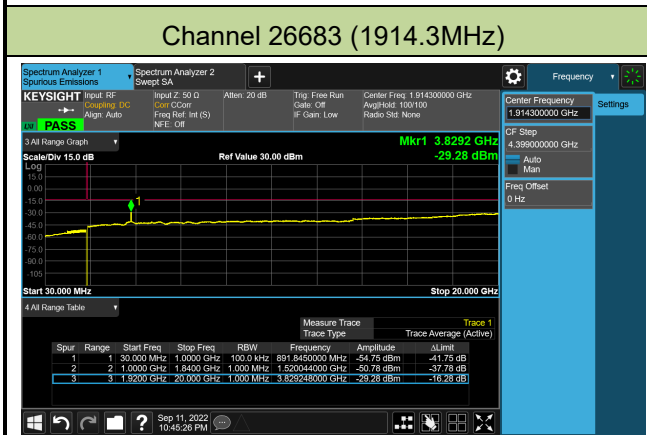 Channel 26683 (1914.3MHz)
Spectrum Analyzer 1
Spurious Emissions
Spectrum Analyzer 2
Swept SA
+
Frequency
KEYSIGHT
Input: RF
Coupling: DC
Align: Auto
Input Z: 50 Ω
Corr CCorr
Freq Ref: Int (S)
NFE: Off
Atten: 20 dB
Trig: Free Run
Gate: Off
IF Gain: Low
Center Freq: 1.914300000 GHz
Avg|Hold: 100/100
Radio Std: None
PASS
Center Frequency
1.914300000 GHz
Settings
CF Step
4.399000000 GHz
Auto
Man
Freq Offset
0 Hz
3 All Range Graph
Mkr1 3.8292 GHz
Scale/Div 15.0 dB
Ref Value 30.00 dBm
-29.28 dBm
Log
15.0
0.00
-15.0
-30.0
-45.0
-60.0
-75.0
-90.0
-105
1
Start 30.000 MHz
Stop 20.000 GHz
4 All Range Table
Measure Trace Trace 1
Trace Type Trace Average (Active)
Spur Range Start Freq Stop Freq RBW Frequency Amplitude ΔLimit
1 1 30.000 MHz 1.0000 GHz 100.0 kHz 891.8450000 MHz -54.75 dBm -41.75 dB
2 2 1.0000 GHz 1.8400 GHz 1.000 MHz 1.520044000 GHz -50.78 dBm -37.78 dB
3 3 1.9200 GHz 20.000 GHz 1.000 MHz 3.829248000 GHz -29.28 dBm -16.28 dB
?
Sep 11, 2022
10:45:26 PM